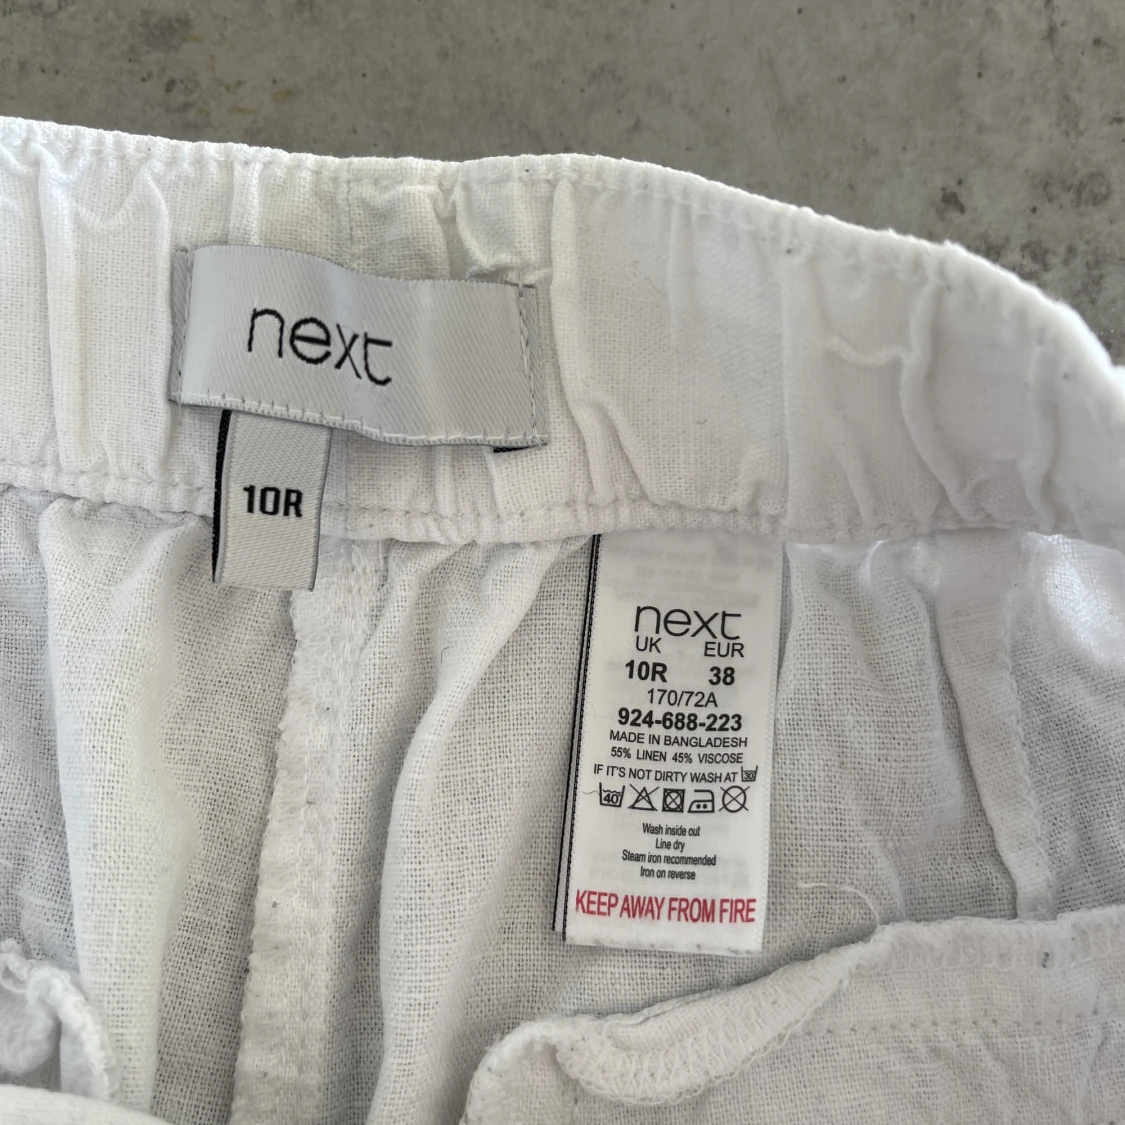 next
10R
next
UK EUR
10R 38
170/72A
924-688-223
MADE IN BANGLADESH
55% LINEN 45% VISCOSE
IF IT'S NOT DIRTY WASH AT 30
40
Wash inside out
Line dry
Steam iron recommended
Iron on reverse
KEEP AWAY FROM FIRE